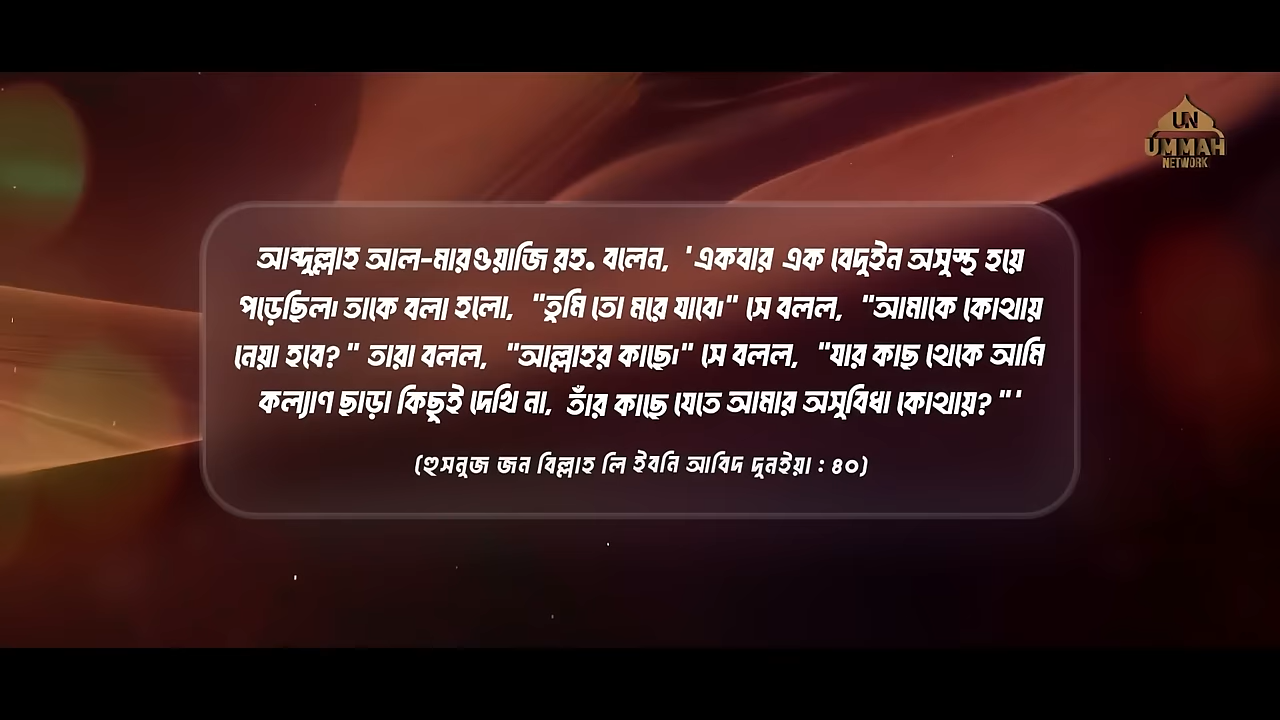 UN
UMMAH
NETWORK
আব্দুল্লাহ আল-মারওয়াজি রহ. বলেন, 'একবার এক বেদুইন অসুস্থ হয়ে
পড়েছিল। তাকে বলা হলো, "তুমি তো মরে যাবে।" সে বলল, "আমাকে কোথায়
নেয়া হবে? " তারা বলল, "আল্লাহর কাছে।" সে বলল, "যার কাছ থেকে আমি
কল্যাণ ছাড়া কিছুই দেখি না, তাঁর কাছে যেতে আমার অসুবিধা কোথায়? "'
(হুসনুজ জন বিল্লাহ লি ইবনি আবিদ দুনইয়া : ৪০)